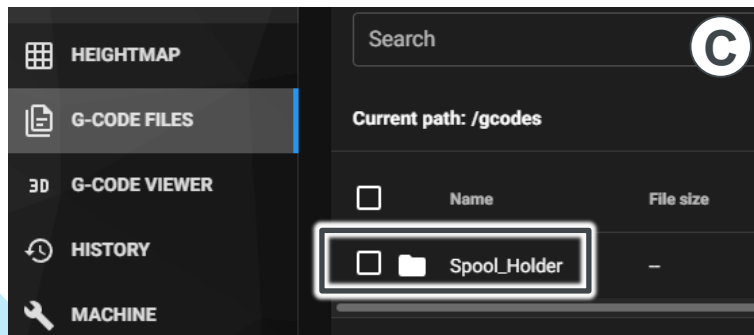 HEIGHTMAP
G-CODE FILES
3D G-CODE VIEWER
HISTORY
MACHINE
Search
C
Current path: /gcodes
Name File size
Spool_Holder –